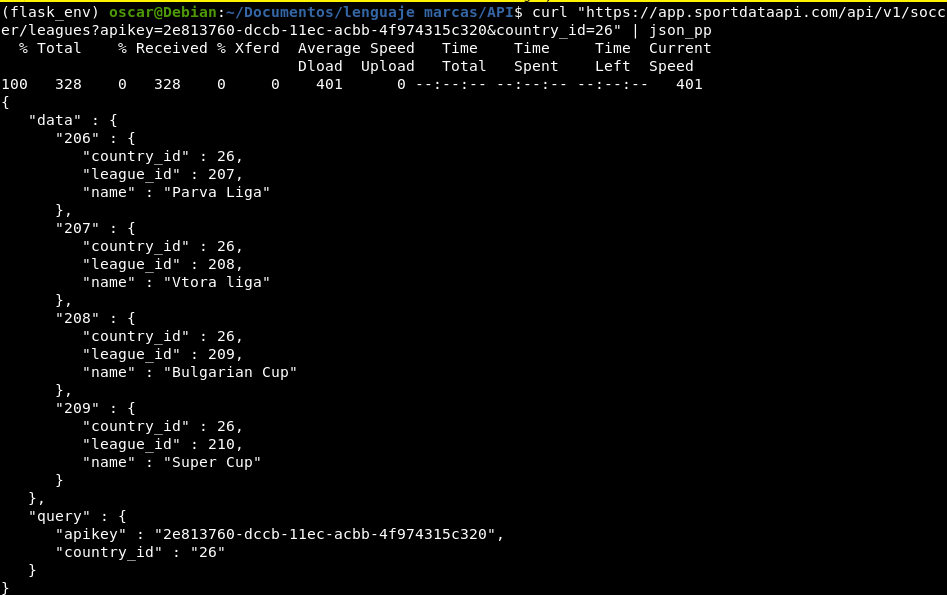 (flask_env) oscar@Debian:~/Documentos/lenguaje marcas/API$ curl "https://app.sportdataapi.com/api/v1/socc
er/leagues?apikey=2e813760-dccb-11ec-acbb-4f974315c320&country_id=26" | json_pp
  % Total    % Received % Xferd  Average Speed   Time    Time     Time  Current
                                 Dload  Upload   Total   Spent    Left  Speed
100   328    0   328    0     0    401      0 --:--:-- --:--:-- --:--:--   401
{
   "data" : {
      "206" : {
         "country_id" : 26,
         "league_id" : 207,
         "name" : "Parva Liga"
      },
      "207" : {
         "country_id" : 26,
         "league_id" : 208,
         "name" : "Vtora liga"
      },
      "208" : {
         "country_id" : 26,
         "league_id" : 209,
         "name" : "Bulgarian Cup"
      },
      "209" : {
         "country_id" : 26,
         "league_id" : 210,
         "name" : "Super Cup"
      }
   },
   "query" : {
      "apikey" : "2e813760-dccb-11ec-acbb-4f974315c320",
      "country_id" : "26"
   }
}